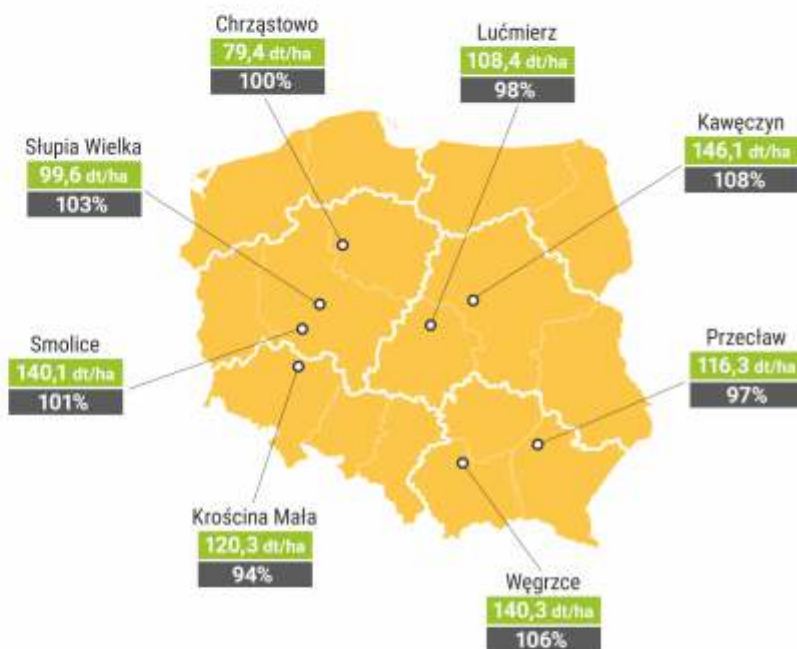 Chrząstowo
79,4 dt/ha
100%
Lućmierz
108,4 dt/ha
98%
Kawęczyn
146,1 dt/ha
108%
Słupia Wielka
99,6 dt/ha
103%
Smolice
140,1 dt/ha
101%
Przecław
116,3 dt/ha
97%
Krościna Mała
120,3 dt/ha
94%
Węgrzce
140,3 dt/ha
106%